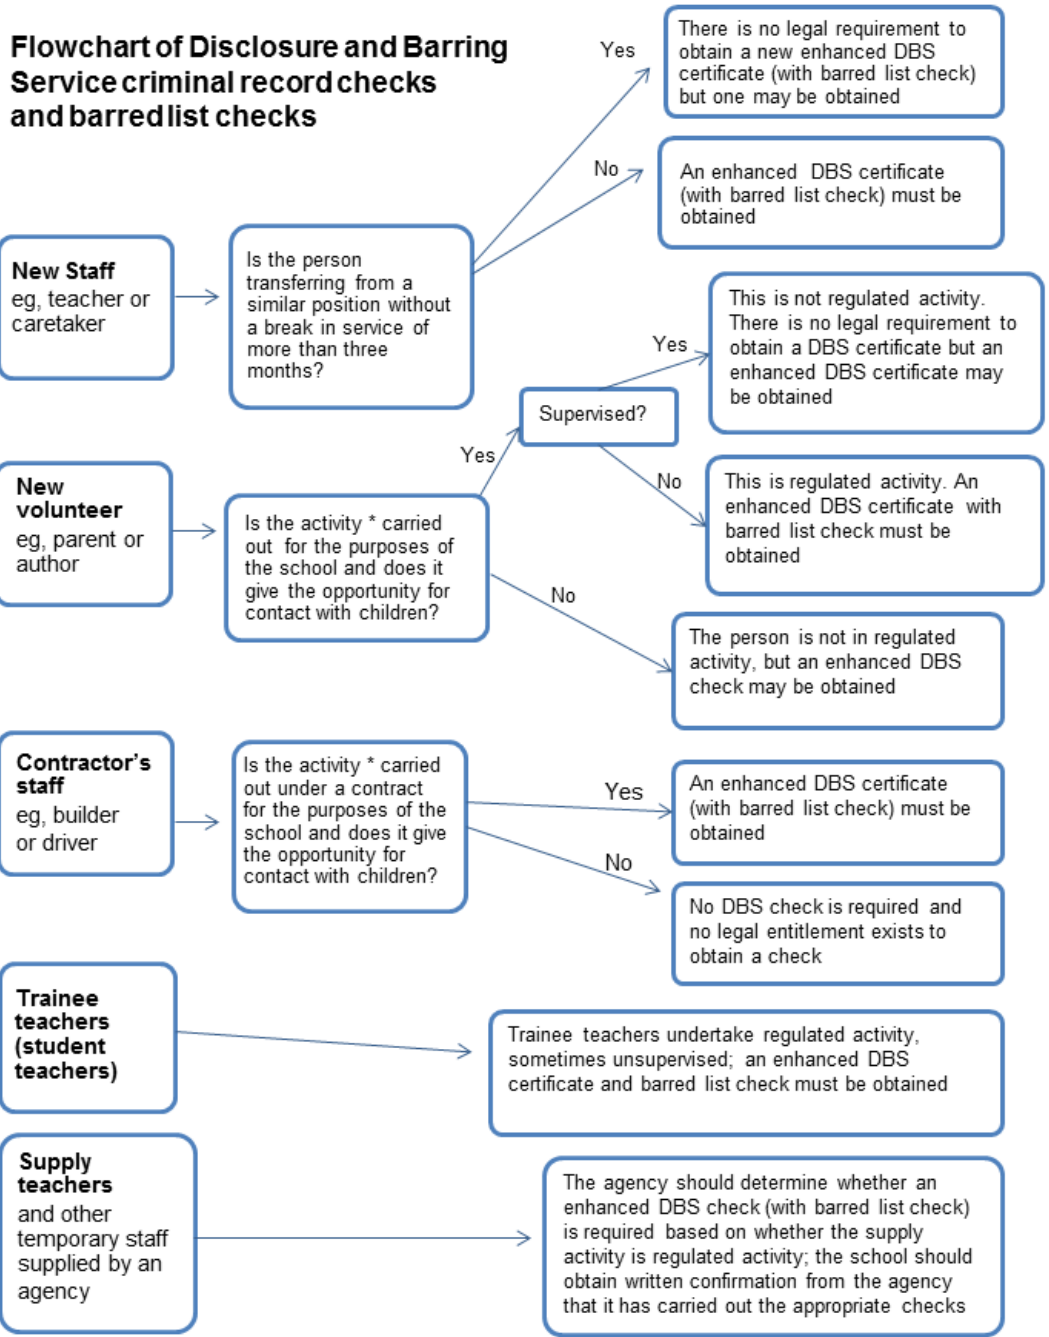 Flowchart of Disclosure and Barring
Service criminal record checks
and barred list checks
New Staff
eg, teacher or
caretaker
Is the person
transferring from a
similar position without
a break in service of
more than three
months?
Yes
There is no legal requirement to
obtain a new enhanced DBS
certificate (with barred list check)
but one may be obtained
No
An enhanced DBS certificate
(with barred list check) must be
obtained
New
volunteer
eg, parent or
author
Is the activity * carried
out for the purposes of
the school and does it
give the opportunity for
contact with children?
Yes
Supervised?
Yes
This is not regulated activity.
There is no legal requirement to
obtain a DBS certificate but an
enhanced DBS certificate may
be obtained
No
This is regulated activity. An
enhanced DBS certificate with
barred list check must be
obtained
No
The person is not in regulated
activity, but an enhanced DBS
check may be obtained
Contractor's
staff
eg, builder
or driver
Is the activity * carried
out under a contract
for the purposes of the
school and does it give
the opportunity for
contact with children?
Yes
An enhanced DBS certificate
(with barred list check) must be
obtained
No
No DBS check is required and
no legal entitlement exists to
obtain a check
Trainee
teachers
(student
teachers)
Trainee teachers undertake regulated activity,
sometimes unsupervised; an enhanced DBS
certificate and barred list check must be obtained
Supply
teachers
and other
temporary staff
supplied by an
agency
The agency should determine whether an
enhanced DBS check (with barred list check)
is required based on whether the supply
activity is regulated activity; the school should
obtain written confirmation from the agency
that it has carried out the appropriate checks